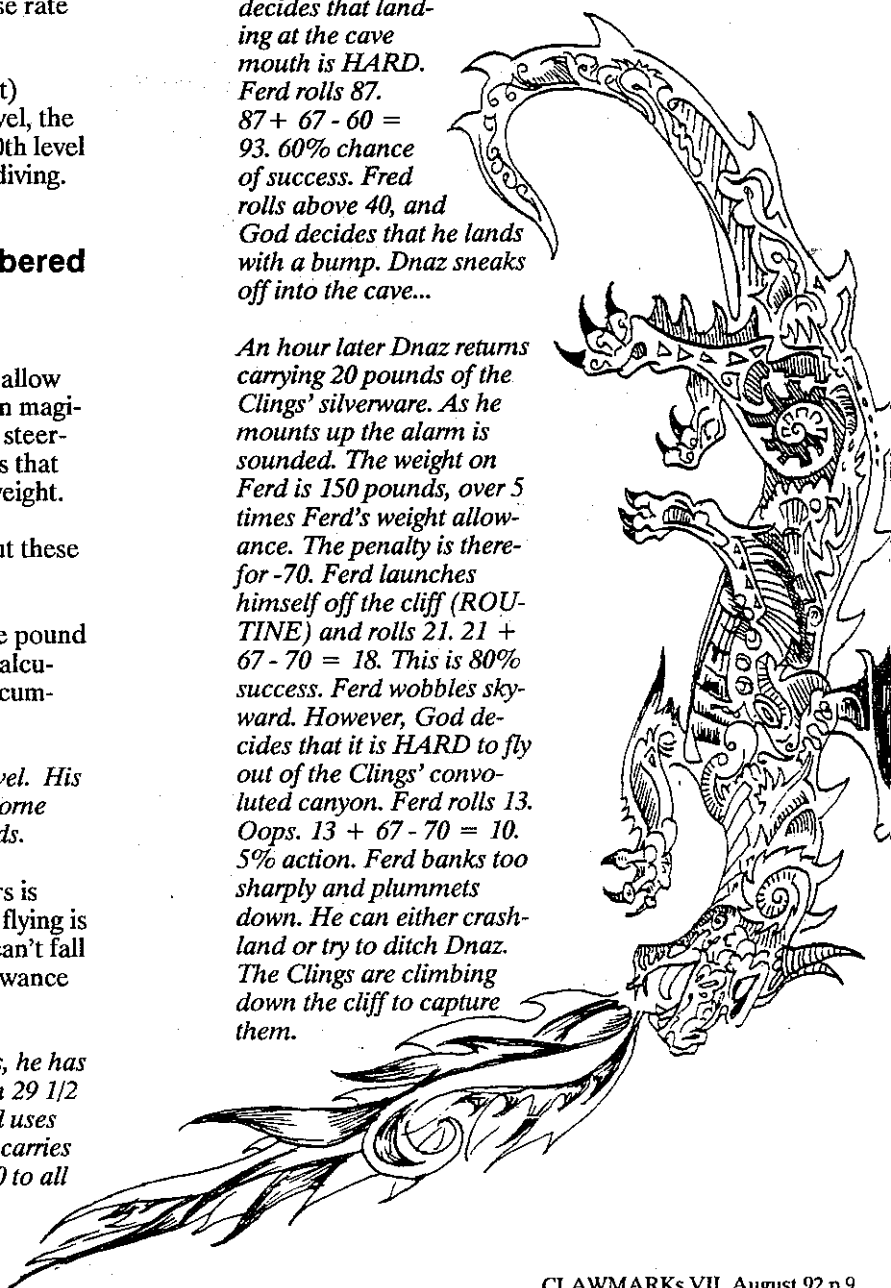 se rate
t)
vel, the
0th level
diving.
bered
allow
n magi-
steer-
s that
weight.
ut these
e pound
alcu-
cum-
vel.  His
ome
ds.
rs is
flying is
can't fall
wance
s, he has
n 29 1/2
d uses
carries
0 to all
decides that land-
ing at the cave
mouth is HARD.
Ferd rolls 87.
87+ 67 - 60 =
93. 60% chance
of success. Fred
rolls above 40, and
God decides that he lands
with a bump. Dnaz sneaks
off into the cave...
An hour later Dnaz returns
carrying 20 pounds of the
Clings' silverware. As he
mounts up the alarm is
sounded. The weight on
Ferd is 150 pounds, over 5
times Ferd's weight allow-
ance. The penalty is there-
for -70. Ferd launches
himself off the cliff (ROU-
TINE) and rolls 21. 21 +
67 - 70 = 18. This is 80%
success. Ferd wobbles sky-
ward. However, God de-
cides that it is HARD to fly
out of the Clings' convo-
luted canyon. Ferd rolls 13.
Oops. 13 + 67 - 70 = 10.
5% action. Ferd banks too
sharply and plummets
down. He can either crash-
land or try to ditch Dnaz.
The Clings are climbing
down the cliff to capture
them.
CLAWMARKs VII, August 92 p.9